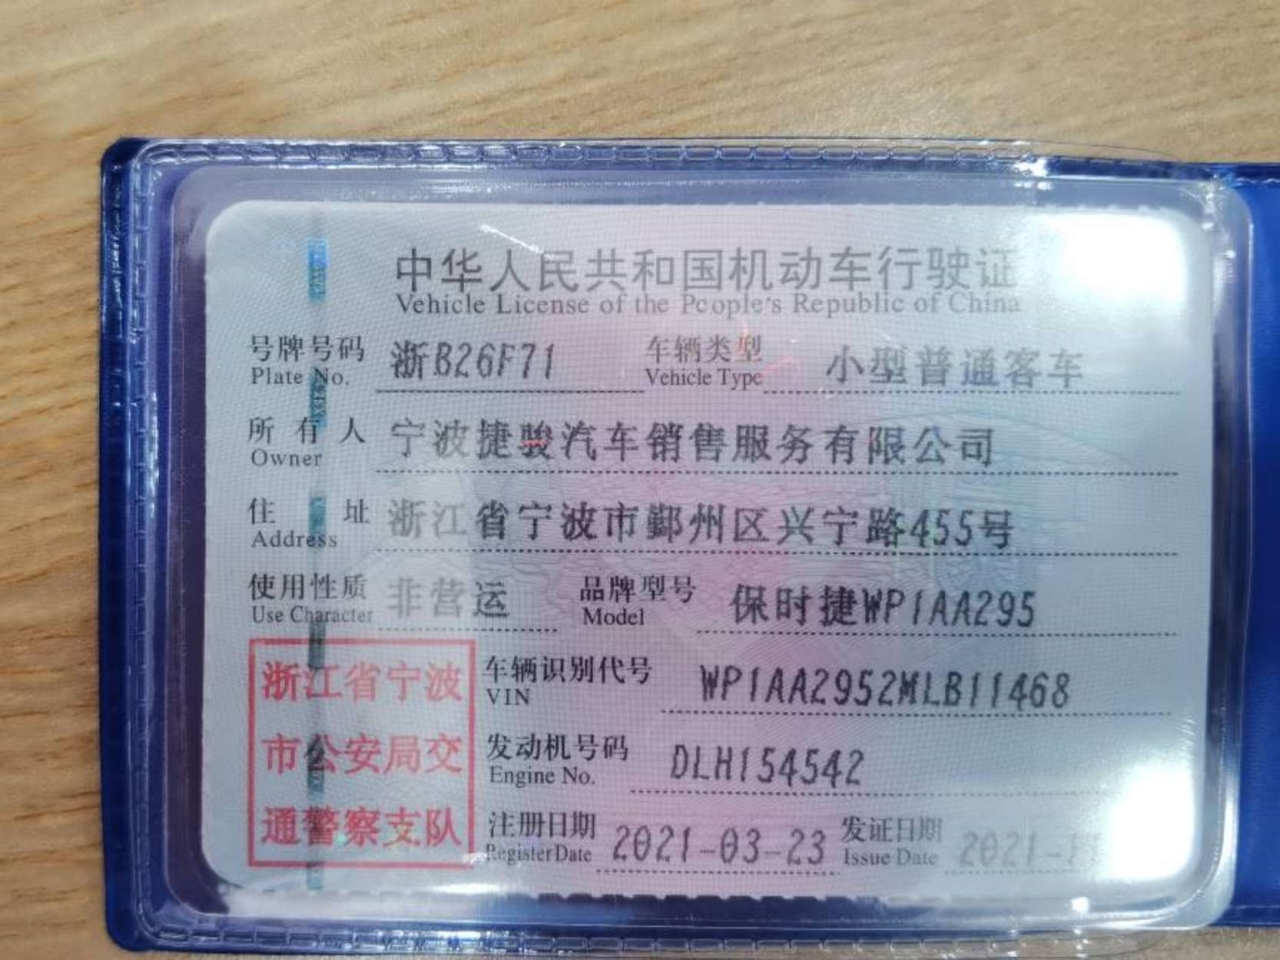 中华人民共和国机动车行驶证
Vehicle License of the People's Republic of China
号牌号码 浙B26F71 车辆类型 小型普通客车
Plate No. Vehicle Type
所有人 宁波捷骏汽车销售服务有限公司
Owner
住址 浙江省宁波市鄞州区兴宁路455号
Address
使用性质 非营运 品牌型号 保时捷WP1AA295
Use Character Model
浙江省宁波
市公安局交
通警察支队
车辆识别代号 WP1AA2952MLB11468
VIN
发动机号码 DLH154542
Engine No.
注册日期 2021-03-23 发证日期 2021-
Register Date Issue Date